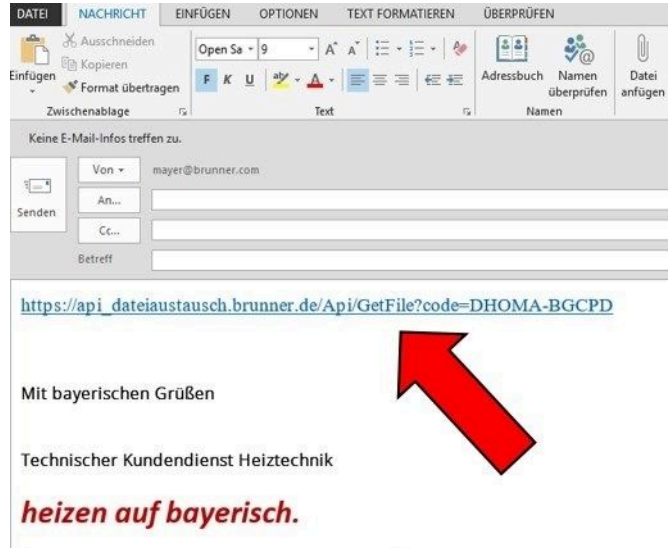 DATEI NACHRICHT EINFÜGEN OPTIONEN TEXT FORMATIEREN ÜBERPRÜFEN
Ausschneiden
Kopieren
Format übertragen
Einfügen
Zwischenablage
Open Sa 9
F K U
Text
Adressbuch
Namen überprüfen
Namen
Datei anfügen
Keine E-Mail-Infos treffen zu.
Senden
Von mayer@brunner.com
An...
Cc...
Betreff
https://api_dateiaustausch.brunner.de/Api/GetFile?code=DHOMA-BGCPD
Mit bayerischen Grüßen
Technischer Kundendienst Heiztechnik
heizen auf bayerisch.